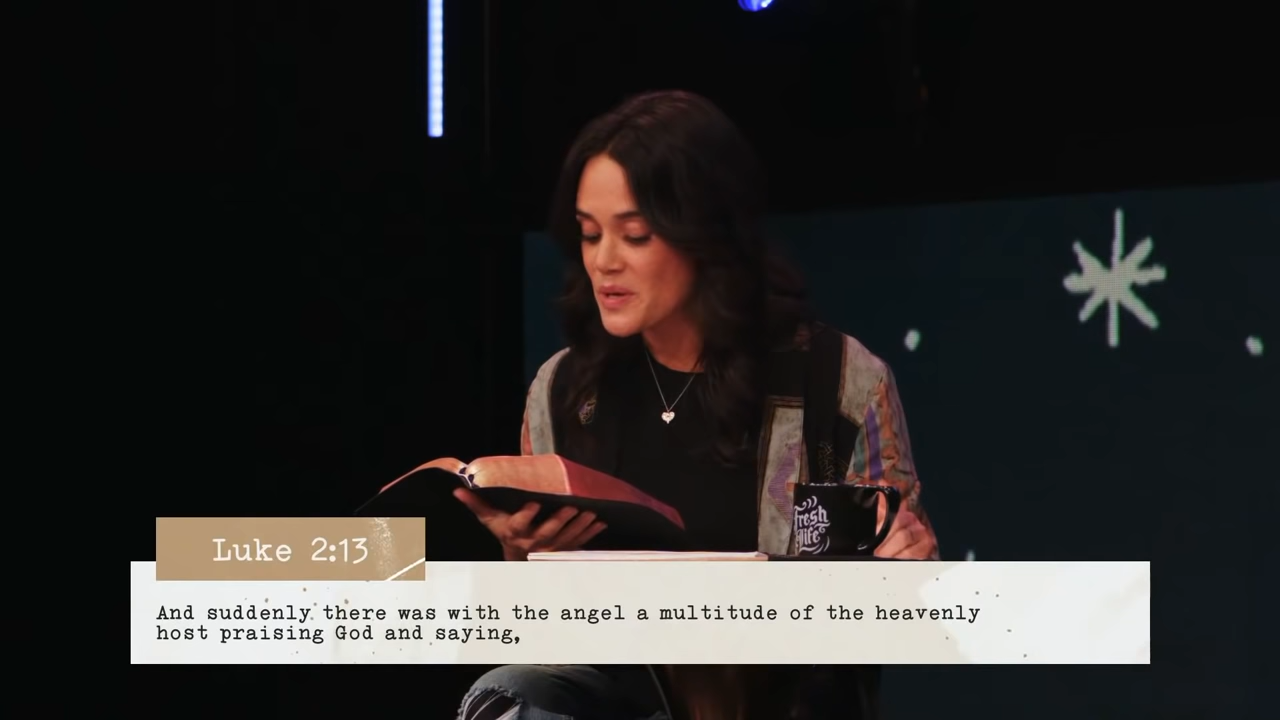 fresh
life
Luke 2:13
And suddenly there was with the angel a multitude of the heavenly
host praising God and saying,